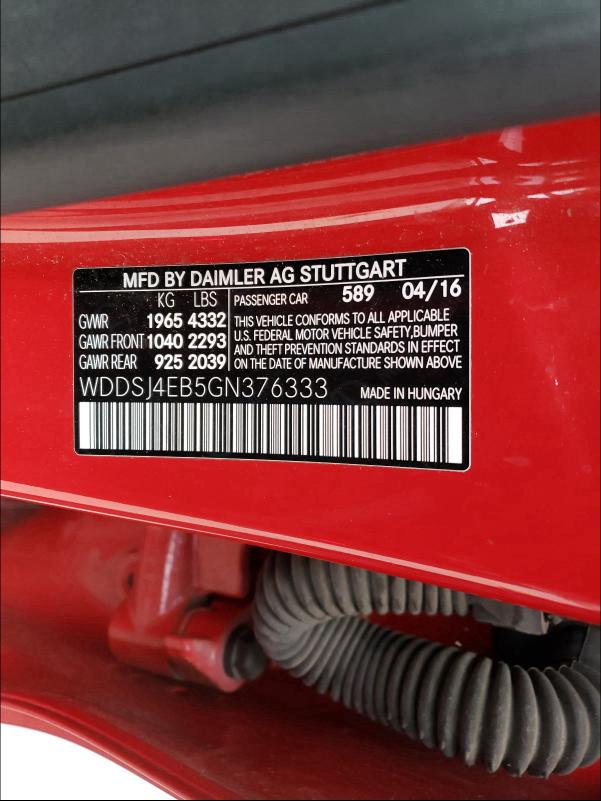 MFD BY DAIMLER AG STUTTGART
KG LBS PASSENGER CAR 589 04/16
GVWR 1965 4332
GAWR FRONT 1040 2293
GAWR REAR 925 2039
THIS VEHICLE CONFORMS TO ALL APPLICABLE
U.S. FEDERAL MOTOR VEHICLE SAFETY, BUMPER
AND THEFT PREVENTION STANDARDS IN EFFECT
ON THE DATE OF MANUFACTURE SHOWN ABOVE
WDDSJ4EB5GN376333 MADE IN HUNGARY